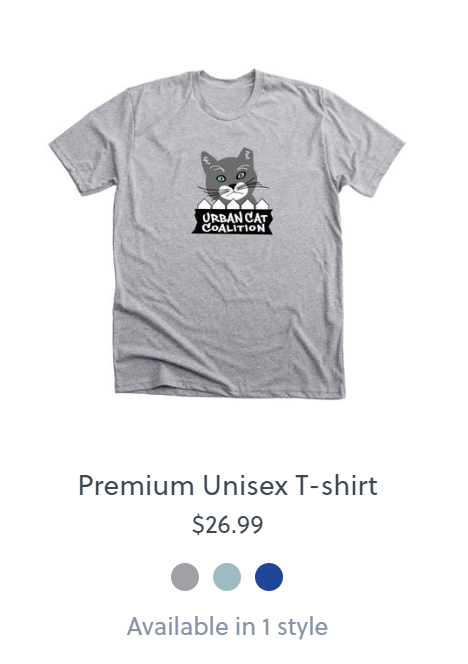 URBAN CAT
COALITION
Premium Unisex T-shirt
$26.99
Available in 1 style